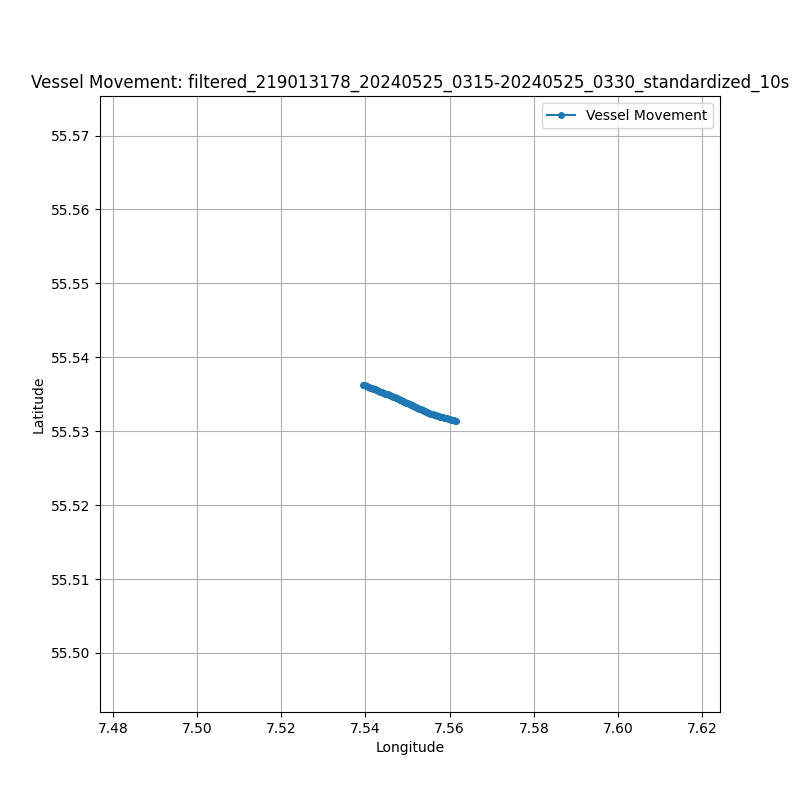 Vessel Movement: filtered_219013178_20240525_0315-20240525_0330_standardized_10s
Vessel Movement
55.57
55.56
55.55
55.54
55.53
55.52
55.51
55.50
Latitude
7.48 7.50 7.52 7.54 7.56 7.58 7.60 7.62
Longitude